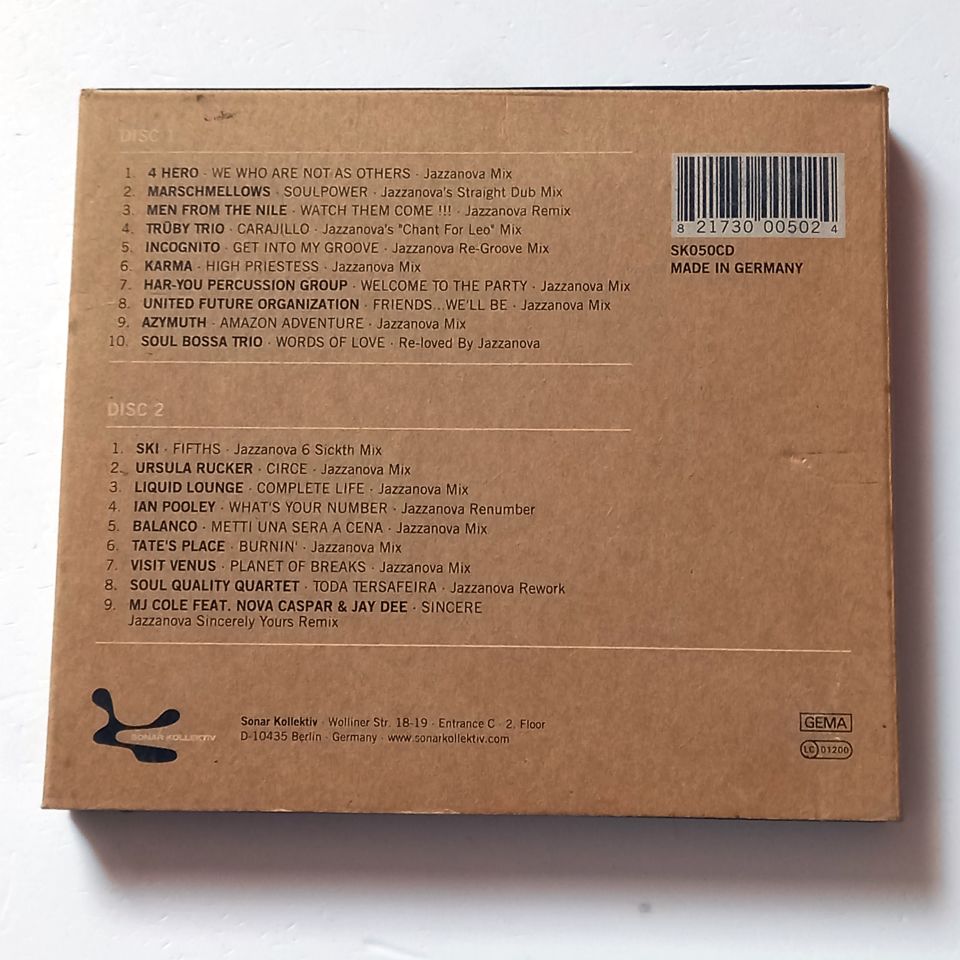 DISC
1. 4 HERO · WE WHO ARE NOT AS OTHERS · Jazzanova Mix
2. MARSCHMELLOWS · SOULPOWER · Jazzanova's Straight Dub Mix
3. MEN FROM THE NILE · WATCH THEM COME !!! · Jazzanova Remix
4. TRÜBY TRIO · CARAJILLO · Jazzanova's "Chant For Leo" Mix
5. INCOGNITO · GET INTO MY GROOVE · Jazzanova Re-Groove Mix
6. KARMA · HIGH PRIESTESS · Jazzanova Mix
7. HAR-YOU PERCUSSION GROUP · WELCOME TO THE PARTY · Jazzanova Mix
8. UNITED FUTURE ORGANIZATION · FRIENDS...WE'LL BE · Jazzanova Mix
9. AZYMUTH · AMAZON ADVENTURE · Jazzanova Mix
10. SOUL BOSSA TRIO · WORDS OF LOVE · Re-loved By Jazzanova
8 21730 00502 4
SK050CD
MADE IN GERMANY
DISC 2
1. SKI · FIFTHS · Jazzanova 6 Sickth Mix
2. URSULA RUCKER · CIRCE · Jazzanova Mix
3. LIQUID LOUNGE · COMPLETE LIFE · Jazzanova Mix
4. IAN POOLEY · WHAT'S YOUR NUMBER · Jazzanova Renumber
5. BALANCO · METTI UNA SERA A CENA · Jazzanova Mix
6. TATE'S PLACE · BURNIN' · Jazzanova Mix
7. VISIT VENUS · PLANET OF BREAKS · Jazzanova Mix
8. SOUL QUALITY QUARTET · TODA TERSAFEIRA · Jazzanova Rework
9. MJ COLE FEAT. NOVA CASPAR & JAY DEE · SINCERE
Jazzanova Sincerely Yours Remix
SONAR KOLLEKTIV
Sonar Kollektiv · Wolliner Str. 18-19 · Entrance C · 2. Floor
D-10435 Berlin · Germany · www.sonarkollektiv.com
GEMA
LC 01200